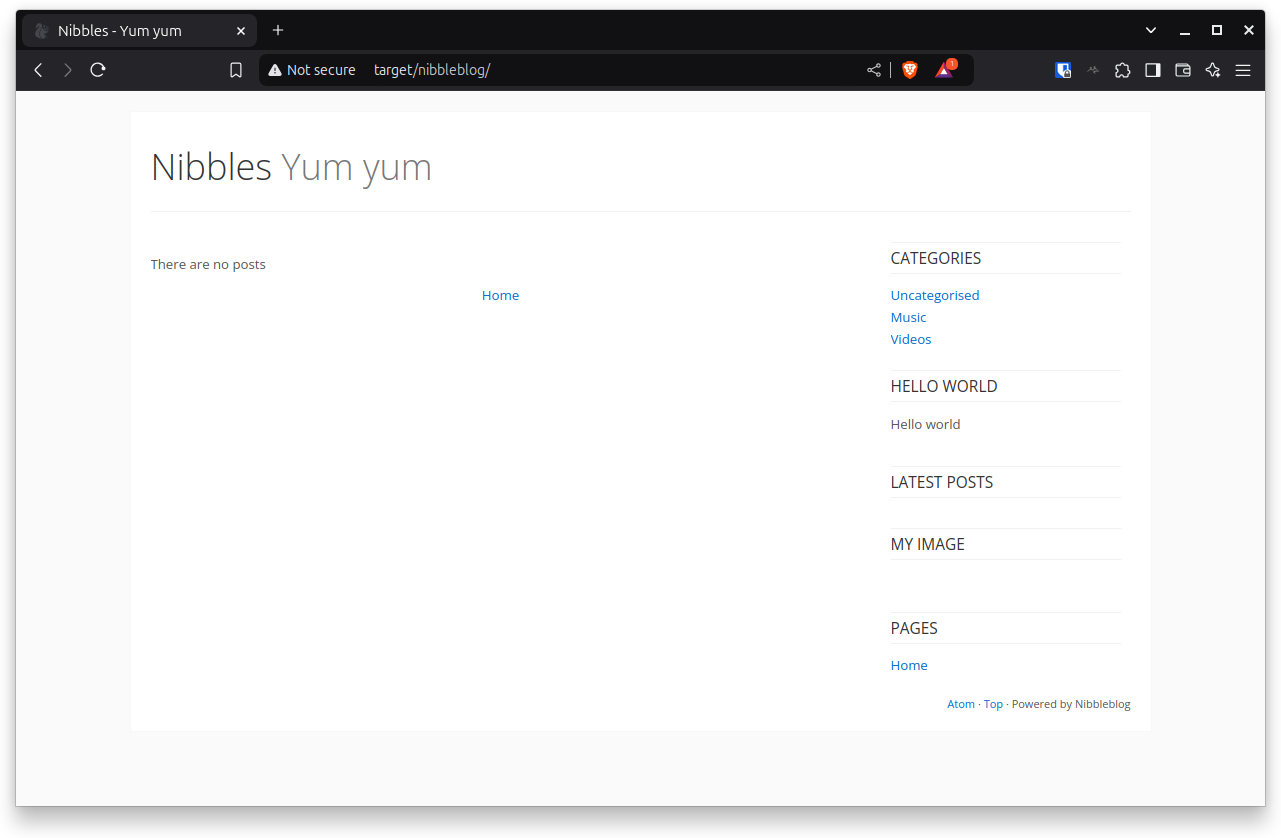 Nibbles - Yum yum
Not secure target/nibbleblog/
1
Nibbles Yum yum
There are no posts
Home
CATEGORIES
Uncategorised
Music
Videos
HELLO WORLD
Hello world
LATEST POSTS
MY IMAGE
PAGES
Home
Atom · Top · Powered by Nibbleblog